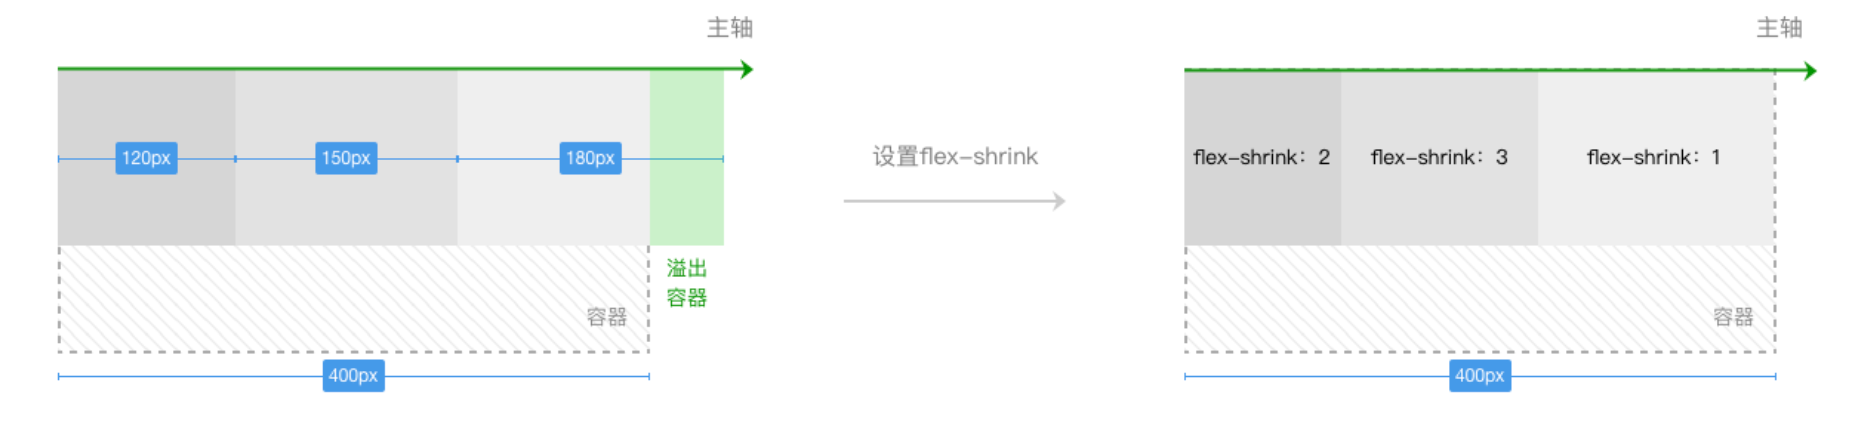 主轴
120px
150px
180px
溢出
容器
容器
400px
设置flex-shrink
主轴
flex-shrink：2
flex-shrink：3
flex-shrink：1
容器
400px